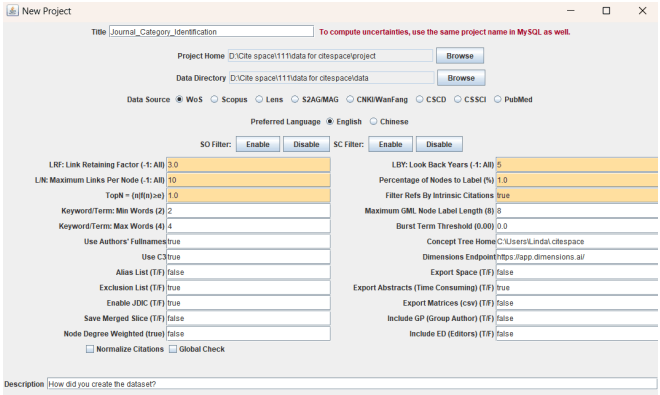 New Project
Title Journal_Category_Identification To compute uncertainties, use the same project name in MySQL as well.
Project Home D:\Cite space\111\data for citespace\project Browse
Data Directory D:\Cite space\111\data for citespace\data Browse
Data Source WoS Scopus Lens S2AG/MAG CNKI/WanFang CSCD CSSCI PubMed
Preferred Language English Chinese
SO Filter: Enable Disable SC Filter: Enable Disable
LRF: Link Retaining Factor (-1: All) 3.0 LBY: Look Back Years (-1: All) 5
L/N: Maximum Links Per Node (-1: All) 10 Percentage of Nodes to Label (%) 1.0
TopN = {n|f(n)≥e} 1.0 Filter Refs By Intrinsic Citations true
Keyword/Term: Min Words (2) 2 Maximum GML Node Label Length (8) 8
Keyword/Term: Max Words (4) 4 Burst Term Threshold (0.00) 0.0
Use Authors' Fullnames true Concept Tree Home C:\Users\Linda\.citespace
Use C3 true Dimensions Endpoint https://app.dimensions.ai/
Alias List (T/F) false Export Space (T/F) false
Exclusion List (T/F) true Export Abstracts (Time Consuming) (T/F) true
Enable JDIC (T/F) true Export Matrices (csv) (T/F) false
Save Merged Slice (T/F) false Include GP (Group Author) (T/F) false
Node Degree Weighted (true) false Include ED (Editors) (T/F) false
Normalize Citations Global Check
Description How did you create the dataset?